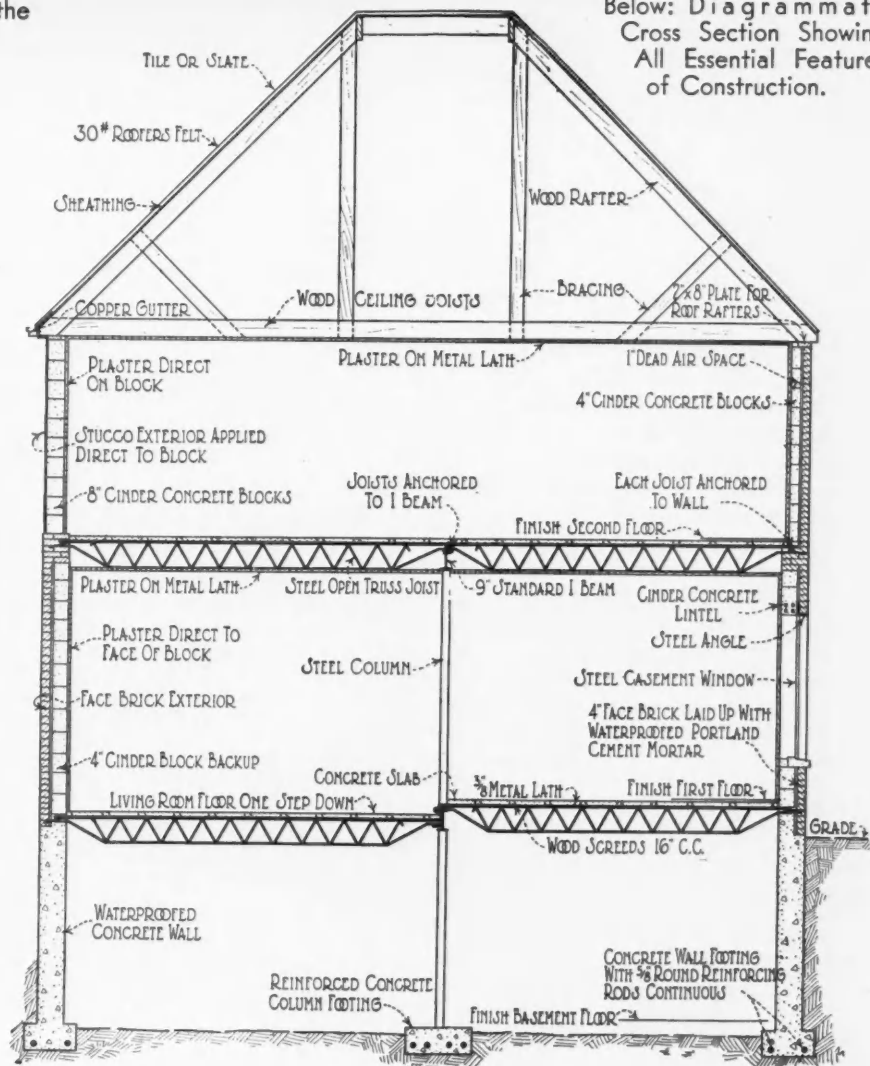 the
Below: Diagrammat
Cross Section Showin
All Essential Feature
of Construction.
TILE OR SLATE
30# ROOFERS FELT
SHEATHING
WOOD RAFTER
COPPER GUTTER
WOOD CEILING JOISTS
BRACING
2"x8" PLATE FOR
ROOF RAFTERS
PLASTER ON METAL LATH
1" DEAD AIR SPACE
PLASTER DIRECT
ON BLOCK
4" CINDER CONCRETE BLOCKS
STUCCO EXTERIOR APPLIED
DIRECT TO BLOCK
8" CINDER CONCRETE BLOCKS
JOISTS ANCHORED
TO I BEAM
EACH JOIST ANCHORED
TO WALL
FINISH SECOND FLOOR
PLASTER ON METAL LATH
STEEL OPEN TRUSS JOIST
9" STANDARD I BEAM
CINDER CONCRETE
LINTEL
STEEL ANGLE
PLASTER DIRECT TO
FACE OF BLOCK
STEEL COLUMN
STEEL CASEMENT WINDOW
FACE BRICK EXTERIOR
4" FACE BRICK LAID UP WITH
WATERPROOFED PORTLAND
CEMENT MORTAR
4" CINDER BLOCK BACKUP
CONCRETE SLAB
3/8 METAL LATH
FINISH FIRST FLOOR
LIVING ROOM FLOOR ONE STEP DOWN
GRADE
WOOD SCREEDS 16" C.C.
WATERPROOFED
CONCRETE WALL
REINFORCED CONCRETE
COLUMN FOOTING
CONCRETE WALL FOOTING
WITH 5/8" ROUND REINFORCING
RODS CONTINUOUS
FINISH BASEMENT FLOOR